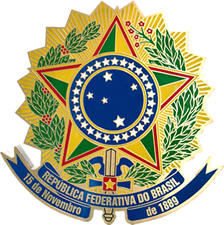 REPÚBLICA FEDERATIVA DO BRASIL
15 de Novembro de 1889